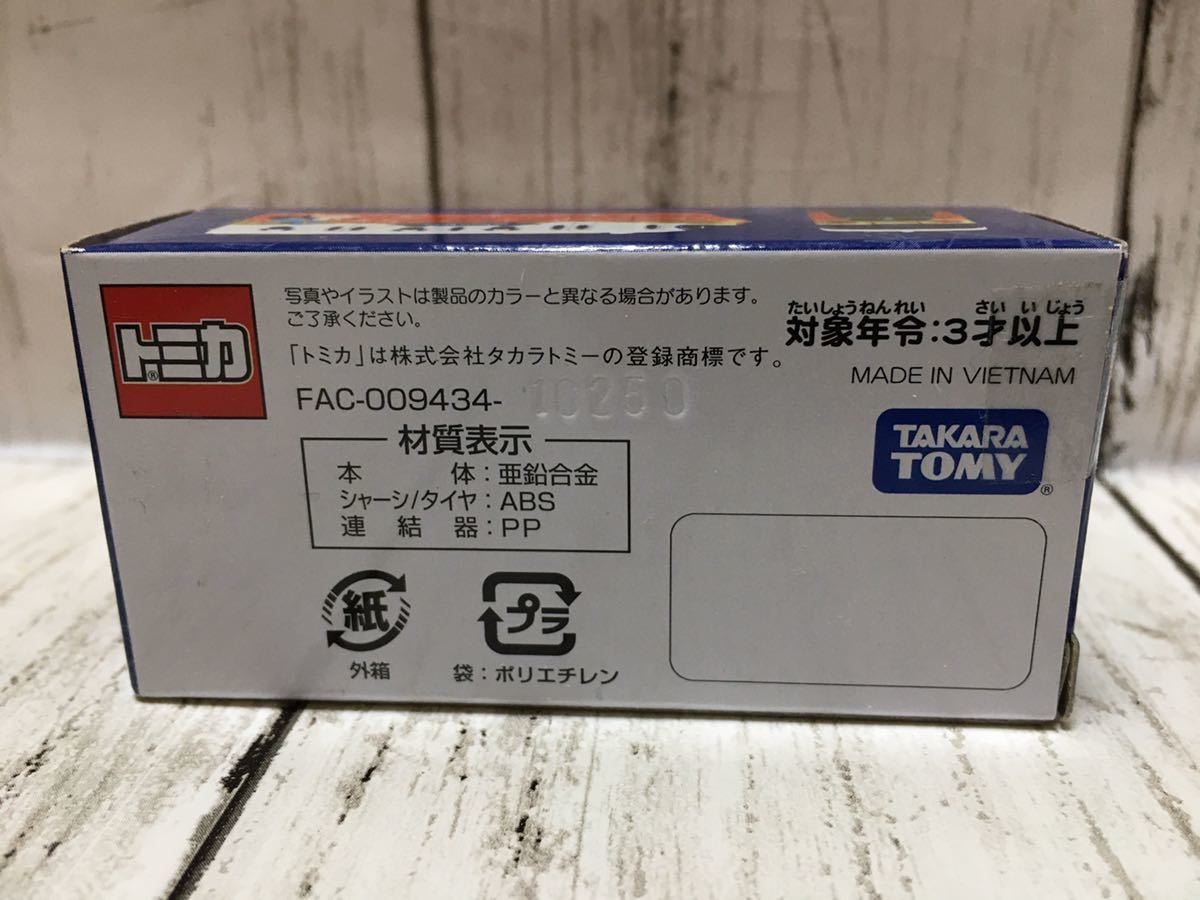 トミカ®
写真やイラストは製品のカラーと異なる場合があります。
ご了承ください。
「トミカ」は株式会社タカラトミーの登録商標です。
FAC-009434-
材質表示
本体：亜鉛合金
シャーシ/タイヤ：ABS
連結器：PP
紙
外箱
プラ
袋：ポリエチレン
たいしょうねんれい さいいじょう
対象年令：3才以上
MADE IN VIETNAM
TAKARA
TOMY®